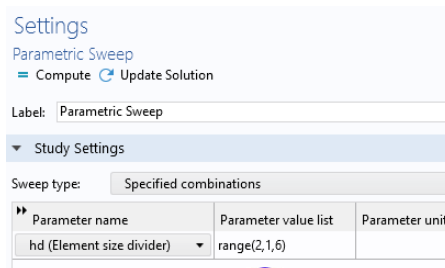 Settings
Parametric Sweep
= Compute Update Solution
Label: Parametric Sweep
Study Settings
Sweep type: Specified combinations
Parameter name Parameter value list Parameter unit
hd (Element size divider) range(2,1,6)